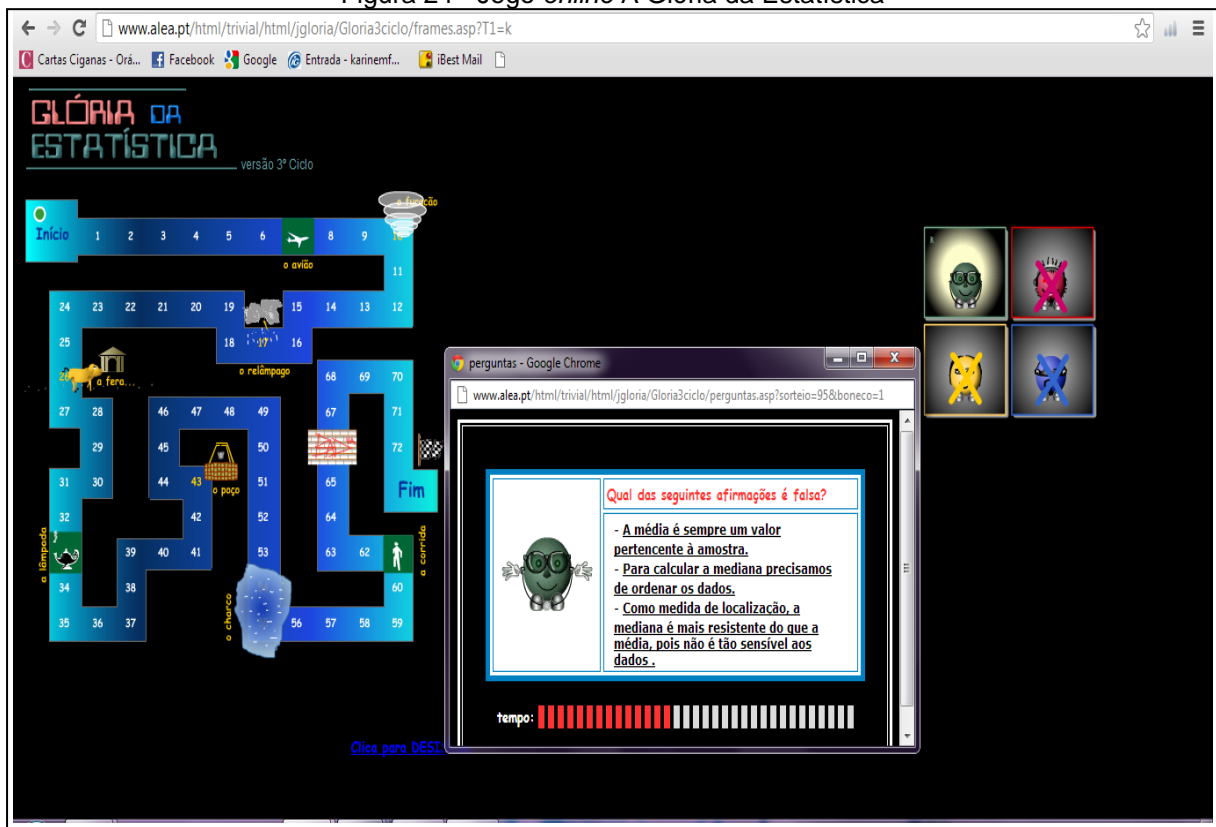 Figura 24 - Jogo online A Glória da Estatística
www.alea.pt/html/trivial/html/jgloria/Gloria3ciclo/frames.asp?T1=k
Cartas Ciganas - Orá... Facebook Google Entrada - karinemf... iBest Mail
GLÓRIA DA
ESTATÍSTICA
versão 3º Ciclo
o furacão
Início 1 2 3 4 5 6 8 9 10
o avião
11
24 23 22 21 20 19 15 14 13 12
25 18 17 16
o relâmpago
26 a fera... 68 69 70
27 28 46 47 48 49 67 71
29 45 50 72
31 30 44 43 51 65 Fim
o poço
32 42 52 64
a lâmpada 39 40 41 53 63 62 a corrida
34 38 60
35 36 37 o charco 56 57 58 59
perguntas - Google Chrome
www.alea.pt/html/trivial/html/jgloria/Gloria3ciclo/perguntas.asp?sorteio=95&boneco=1
Qual das seguintes afirmações é falsa?
- A média é sempre um valor
pertencente à amostra.
- Para calcular a mediana precisamos
de ordenar os dados.
- Como medida de localização, a
mediana é mais resistente do que a
média, pois não é tão sensível aos
dados .
tempo:
Clica para